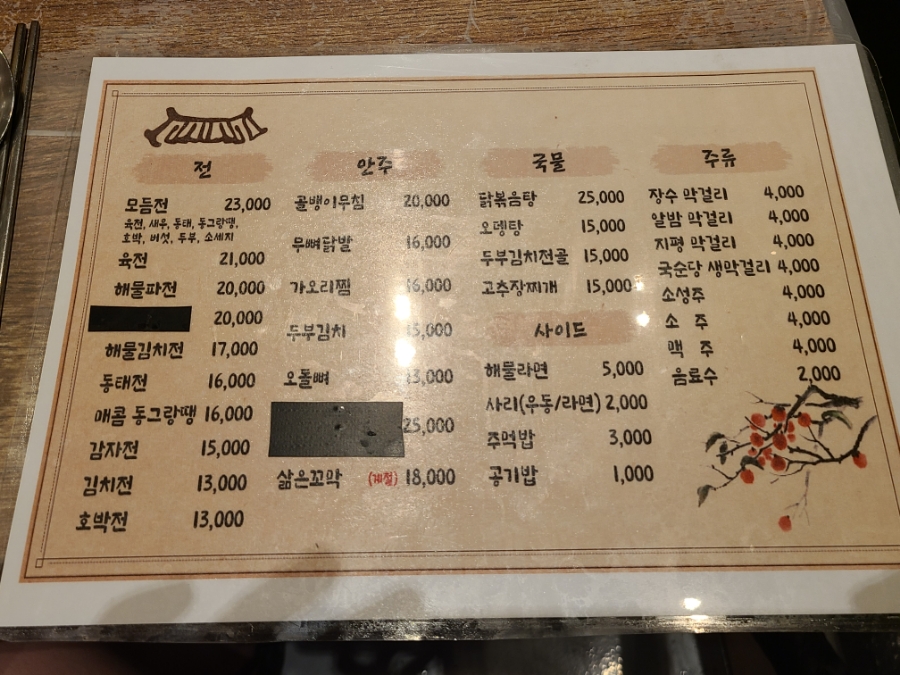 전
모듬전 23,000
육전, 새우, 동태, 동그랑땡,
호박, 버섯, 두부, 소세지
육전 21,000
해물파전 20,000
20,000
해물김치전 17,000
동태전 16,000
매콤 동그랑땡 16,000
감자전 15,000
김치전 13,000
호박전 13,000
안주
골뱅이무침 20,000
무뼈닭발 16,000
가오리찜 16,000
두부김치 15,000
오돌뼈 13,000
25,000
삶은꼬막 (계절) 18,000
국물
닭볶음탕 25,000
오뎅탕 15,000
두부김치전골 15,000
고추장찌개 15,000
사이드
해물라면 5,000
사리(우동/라면) 2,000
주먹밥 3,000
공기밥 1,000
주류
장수 막걸리 4,000
알밤 막걸리 4,000
지평 막걸리 4,000
국순당 생막걸리 4,000
소성주 4,000
소 주 4,000
맥 주 4,000
음료수 2,000